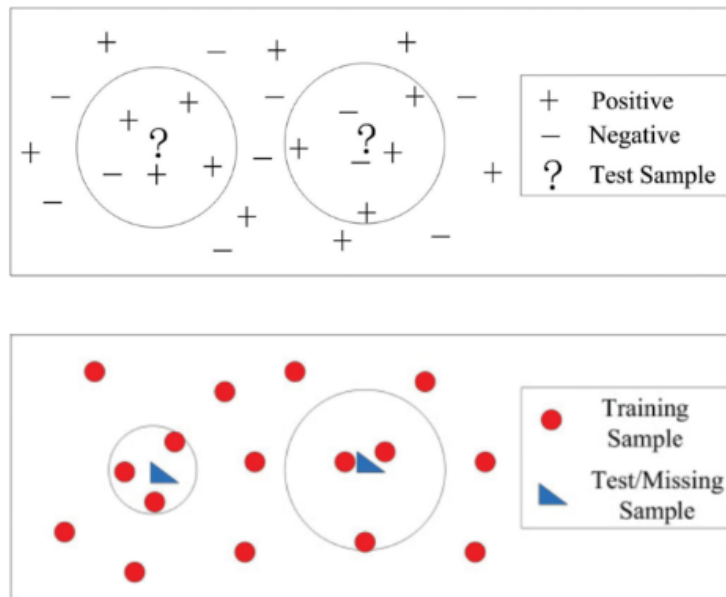 ?
?
+ Positive
− Negative
? Test Sample
Training
Sample
Test/Missing
Sample